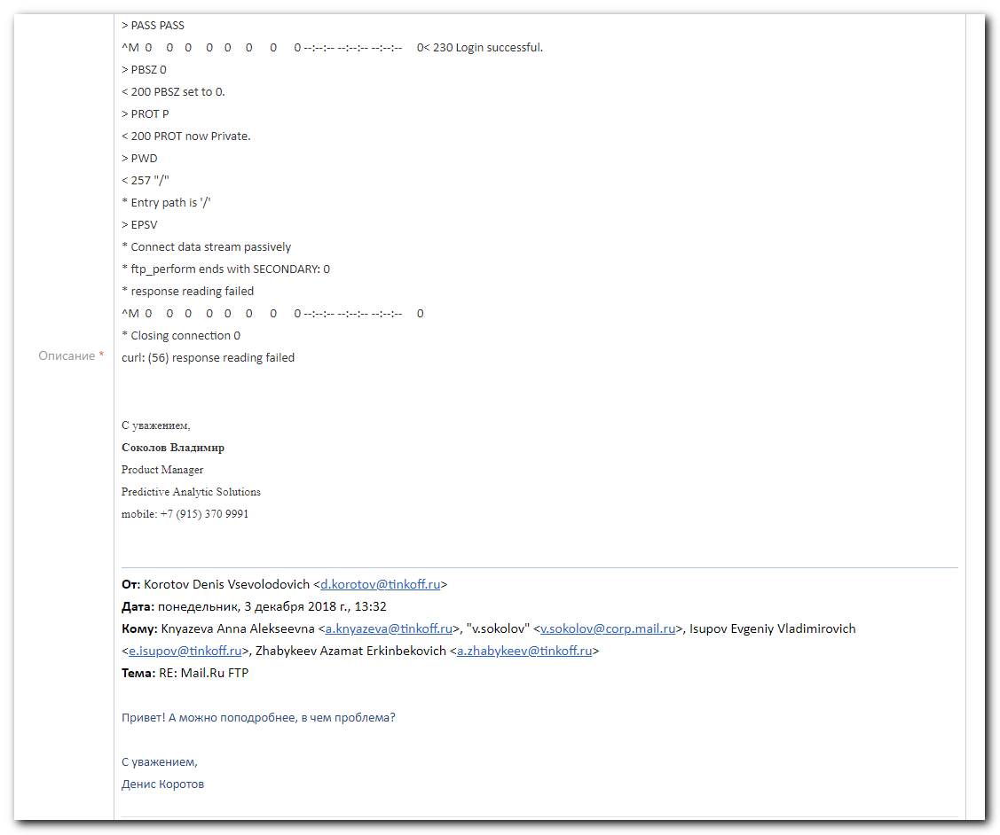 > PASS PASS
^M 0 0 0 0 0 0 0 0 --:--:-- --:--:-- --:--:-- 0< 230 Login successful.
> PBSZ 0
< 200 PBSZ set to 0.
> PROT P
< 200 PROT now Private.
> PWD
< 257 "/"
* Entry path is '/'
> EPSV
* Connect data stream passively
* ftp_perform ends with SECONDARY: 0
* response reading failed
^M 0 0 0 0 0 0 0 0 --:--:-- --:--:-- --:--:-- 0
* Closing connection 0
Описание *
curl: (56) response reading failed
С уважением,
Соколов Владимир
Product Manager
Predictive Analytic Solutions
mobile: +7 (915) 370 9991
От: Korotov Denis Vsevolodovich <d.korotov@tinkoff.ru>
Дата: понедельник, 3 декабря 2018 г., 13:32
Кому: Knyazeva Anna Alekseevna <a.knyazeva@tinkoff.ru>, "v.sokolov" <v.sokolov@corp.mail.ru>, Isupov Evgeniy Vladimirovich
<e.isupov@tinkoff.ru>, Zhabykeev Azamat Erkinbekovich <a.zhabykeev@tinkoff.ru>
Тема: RE: Mail.Ru FTP
Привет! А можно поподробнее, в чем проблема?
С уважением,
Денис Коротов